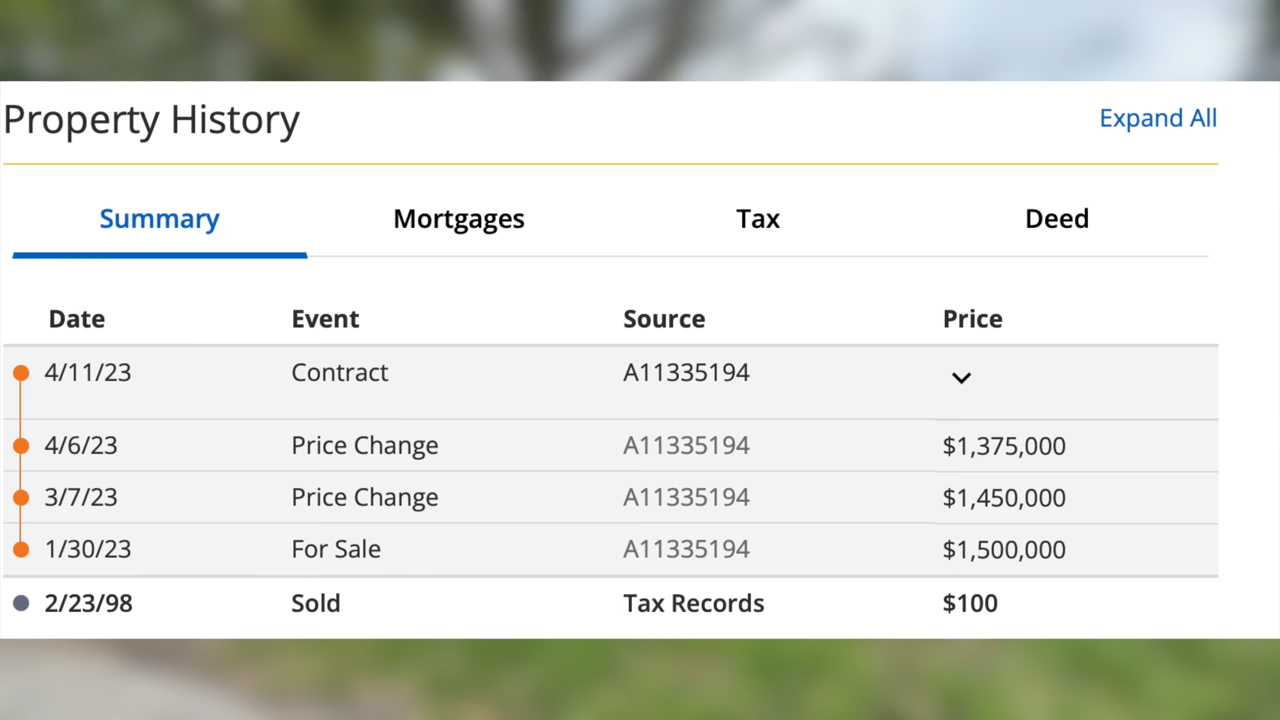 Property History Expand All
Summary Mortgages Tax Deed
Date Event Source Price
4/11/23 Contract A11335194
4/6/23 Price Change A11335194 $1,375,000
3/7/23 Price Change A11335194 $1,450,000
1/30/23 For Sale A11335194 $1,500,000
2/23/98 Sold Tax Records $100